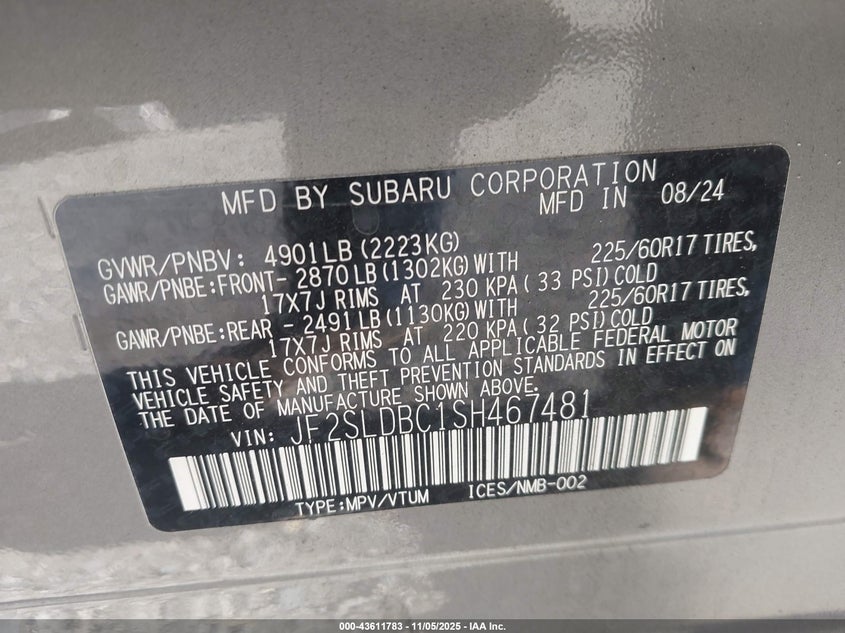 MFD BY SUBARU CORPORATION
MFD IN 08/24
GVWR/PNBV: 4901LB (2223KG)
GAWR/PNBE:FRONT- 2870LB (1302KG) WITH 225/60R17 TIRES,
17X7J RIMS AT 230 KPA ( 33 PSI) COLD
GAWR/PNBE:REAR - 2491LB (1130KG) WITH 225/60R17 TIRES,
17X7J RIMS AT 220 KPA ( 32 PSI) COLD
THIS VEHICLE CONFORMS TO ALL APPLICABLE FEDERAL MOTOR
VEHICLE SAFETY AND THEFT PREVENTION STANDARDS IN EFFECT ON
THE DATE OF MANUFACTURE SHOWN ABOVE.
VIN: JF2SLDBC1SH467481
TYPE:MPV/VTUM ICES/NMB-002
000-43611783 - 11/05/2025 - IAA Inc.